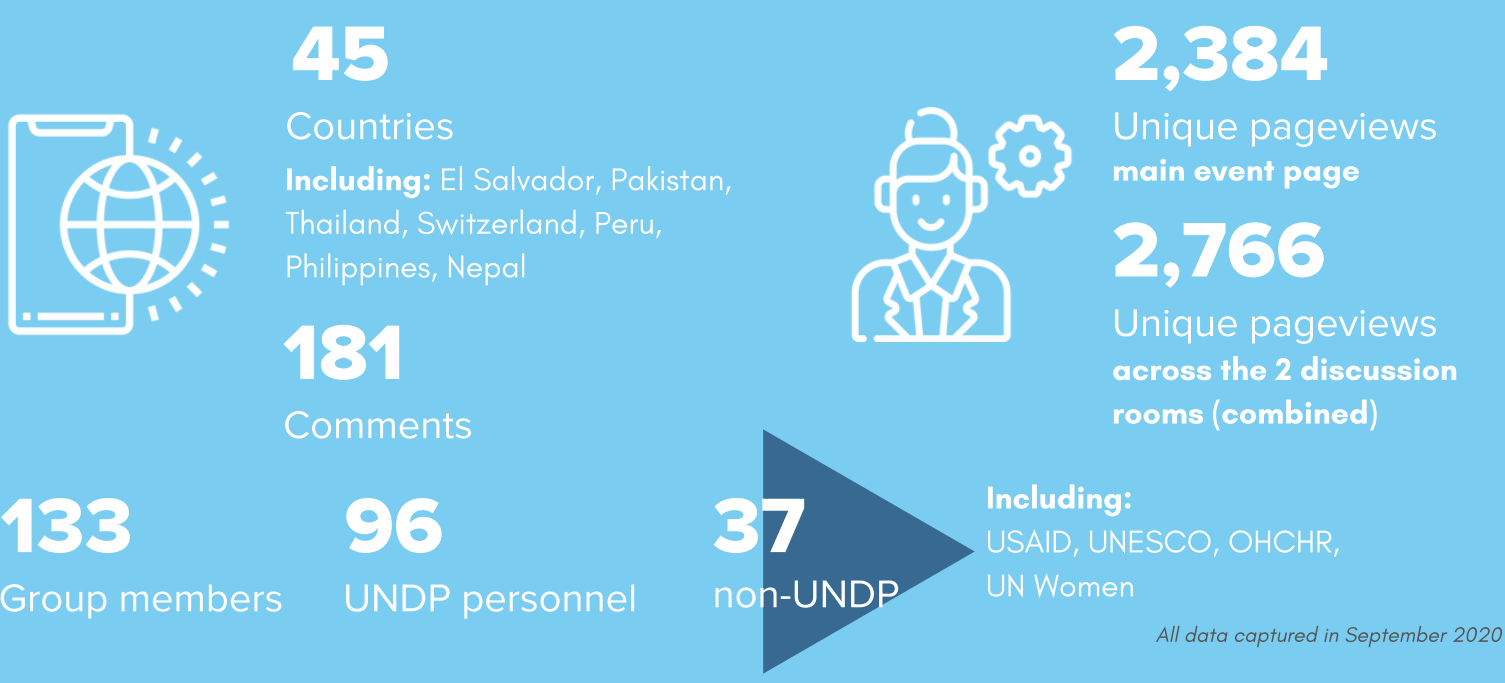 45
Countries
Including: El Salvador, Pakistan,
Thailand, Switzerland, Peru,
Philippines, Nepal
181
Comments
2,384
Unique pageviews
main event page
2,766
Unique pageviews
across the 2 discussion
rooms (combined)
133
Group members
96
UNDP personnel
37
non-UNDP
Including:
USAID, UNESCO, OHCHR,
UN Women
All data captured in September 2020